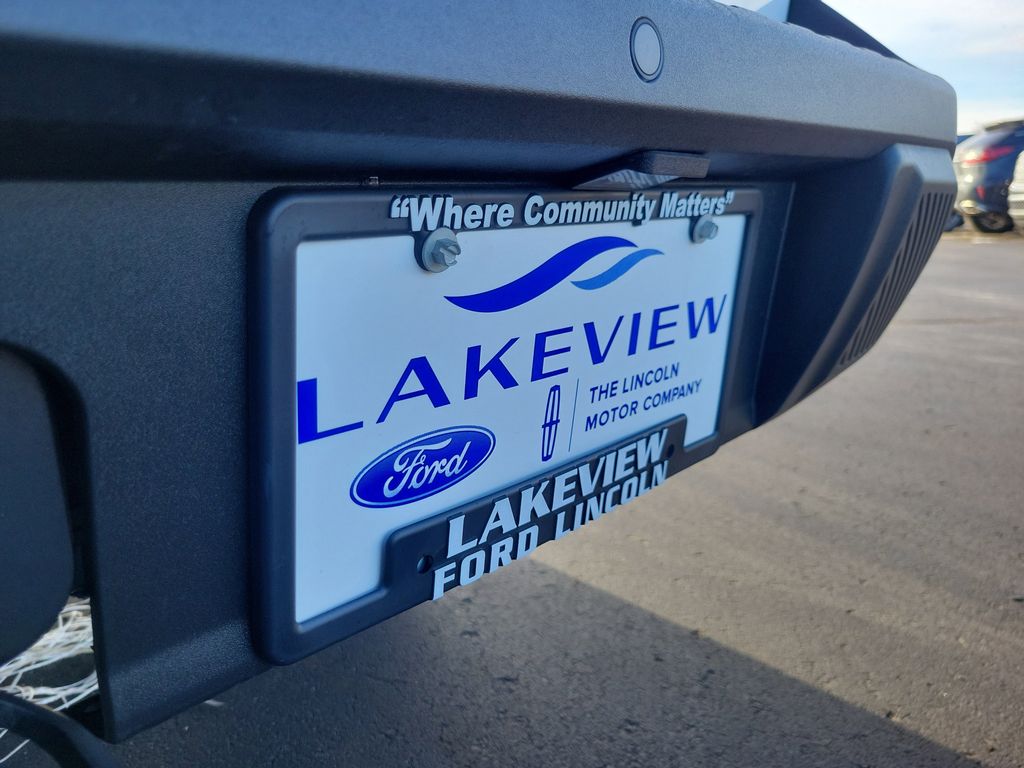 “Where Community Matters”
LAKEVIEW
THE LINCOLN
MOTOR COMPANY
Ford
LAKEVIEW
FORD LINCOLN